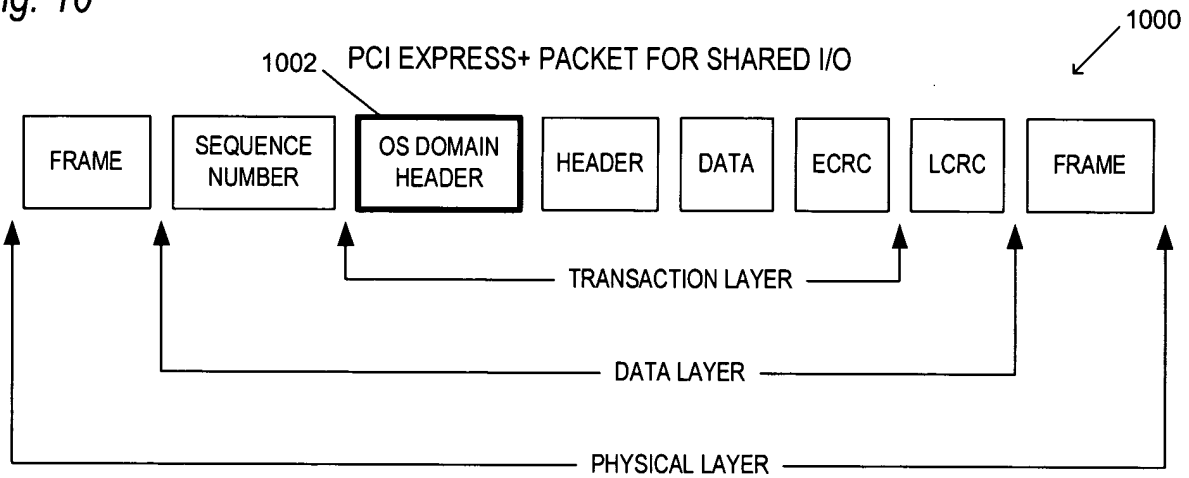 ig. 10
1000
1002
PCI EXPRESS+ PACKET FOR SHARED I/O
FRAME
SEQUENCE
NUMBER
OS DOMAIN
HEADER
HEADER
DATA
ECRC
LCRC
FRAME
TRANSACTION LAYER
DATA LAYER
PHYSICAL LAYER